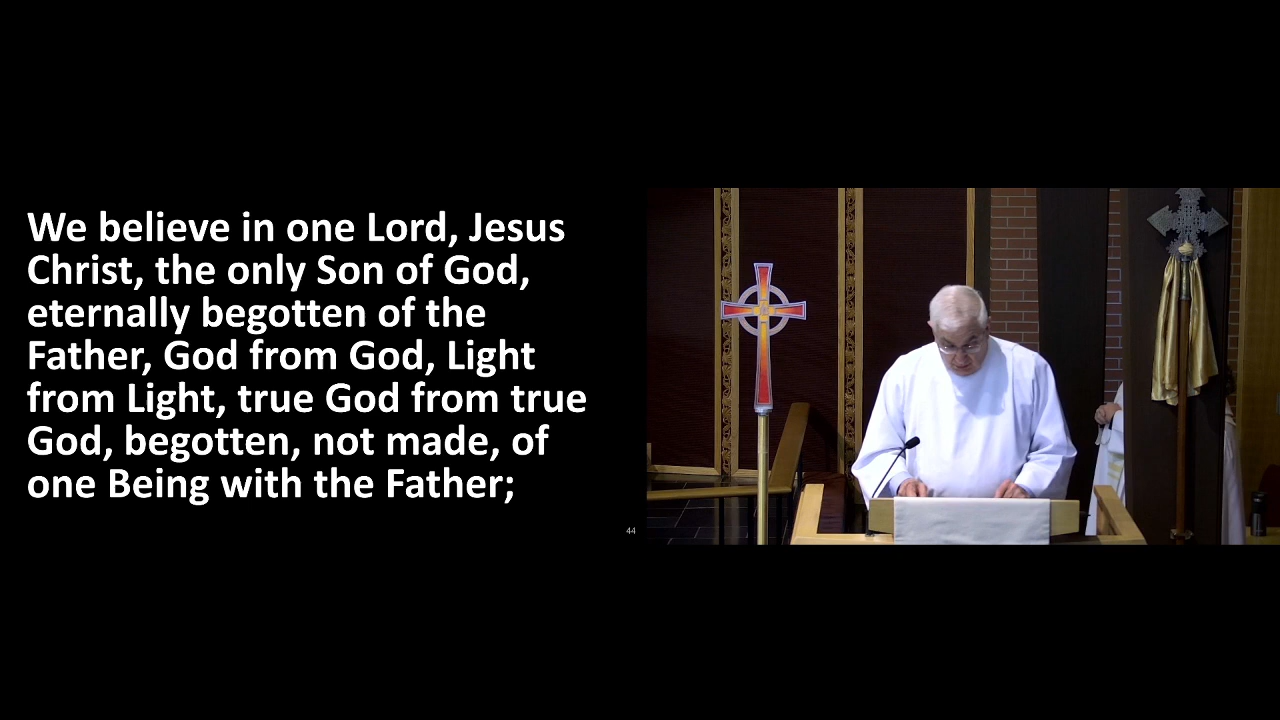 We believe in one Lord, Jesus
Christ, the only Son of God,
eternally begotten of the
Father, God from God, Light
from Light, true God from true
God, begotten, not made, of
one Being with the Father;
44